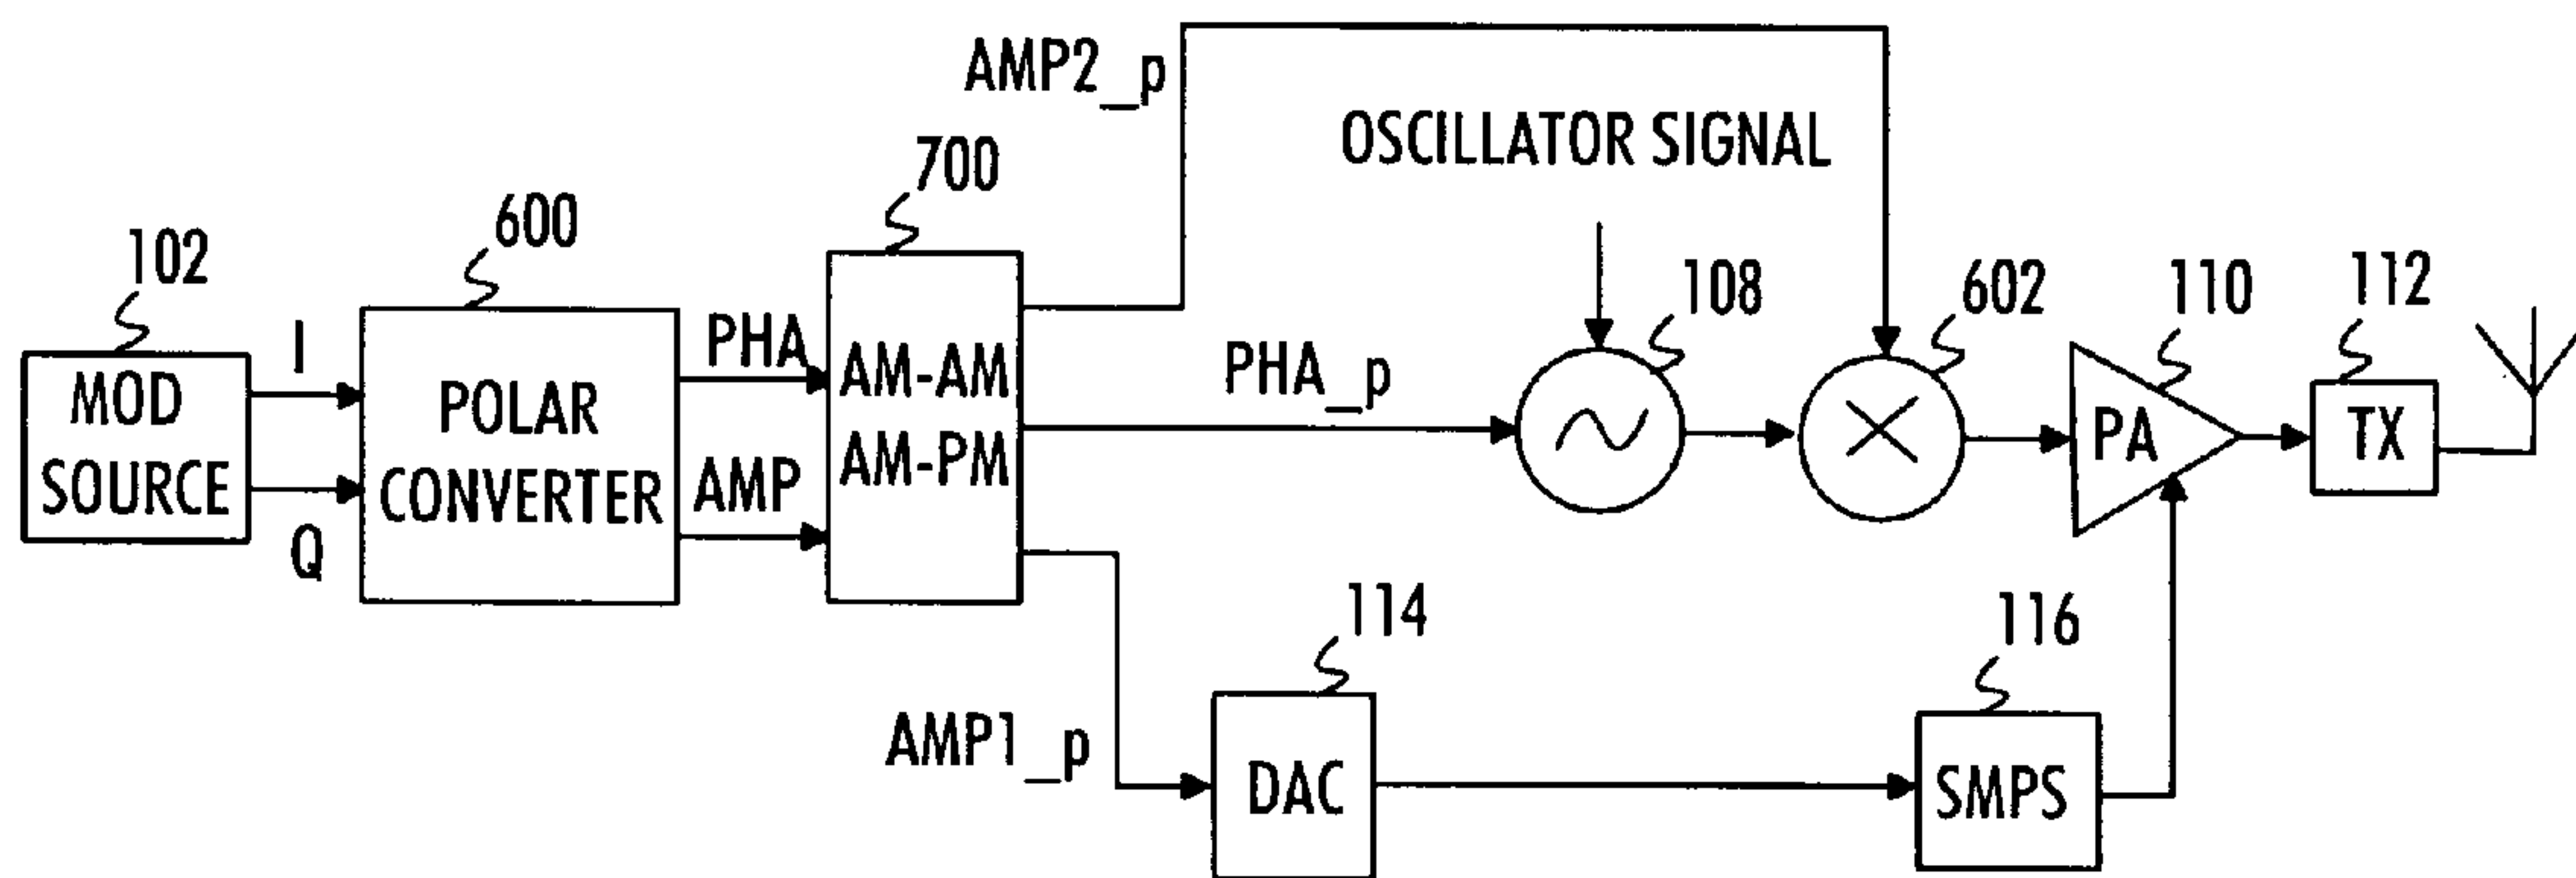 AMP2_p
OSCILLATOR SIGNAL
700
600
102
I
Q
MOD
SOURCE
POLAR
CONVERTER
PHA
AMP
AM-AM
AM-PM
PHA_p
108
602
110
112
PA
TX
AMP1_p
114
DAC
116
SMPS